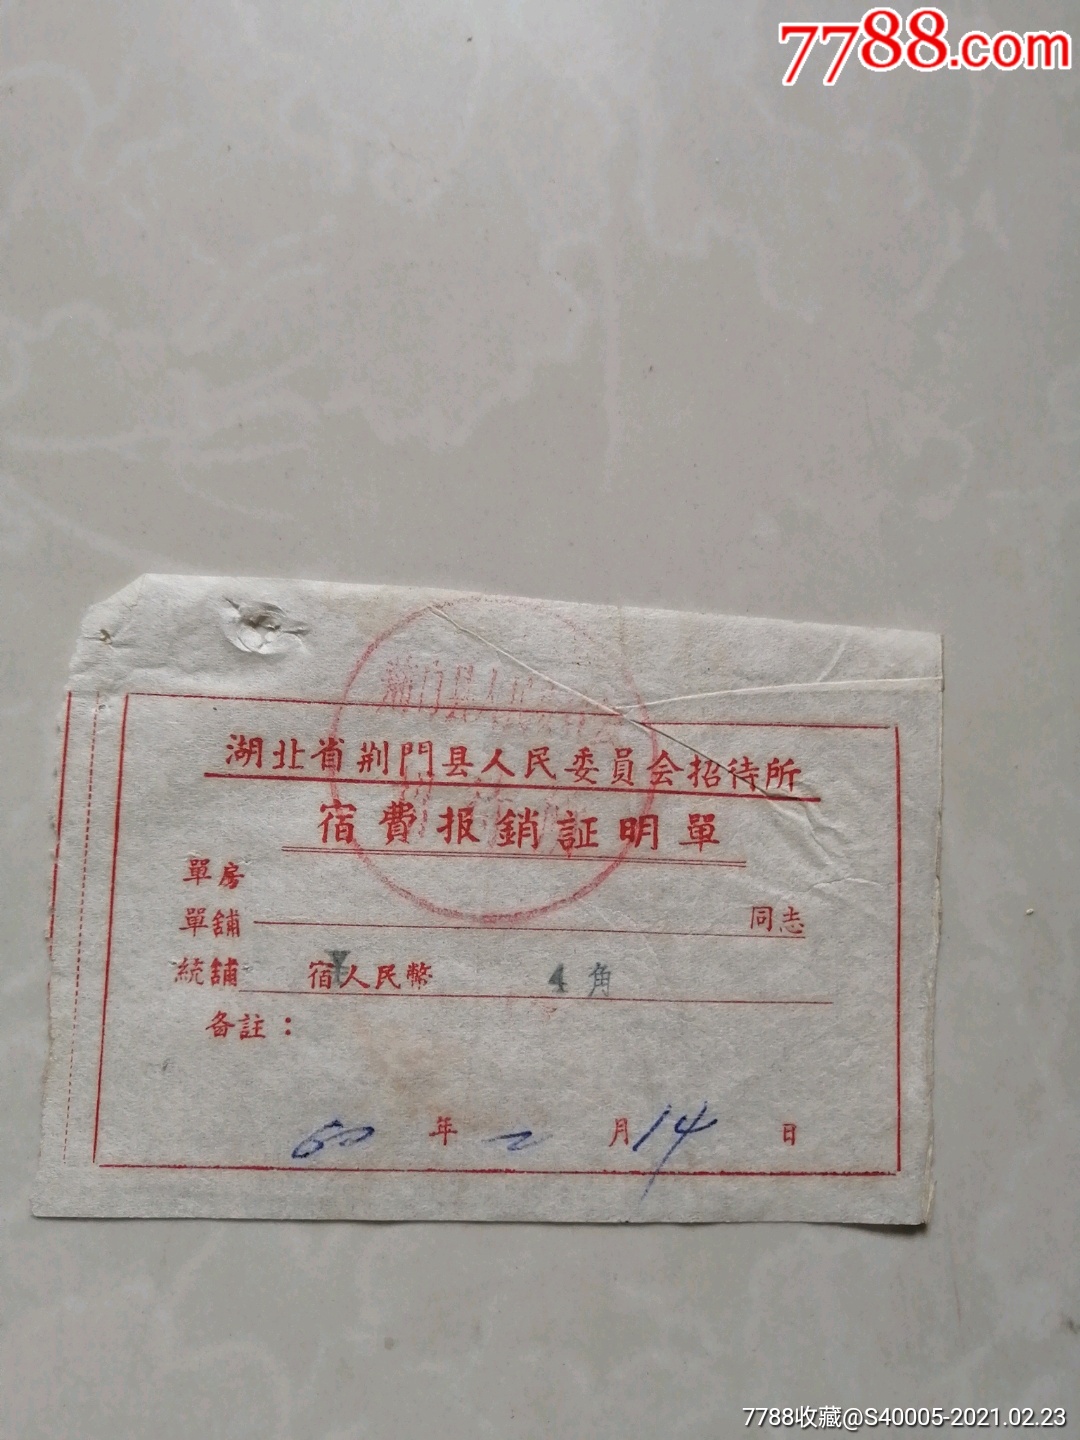 7788.com
湖北省荆門县人民委員会招待所
宿費报銷証明單
單房
單舖 同志
統舖 宿¥人民幣 4角
备註：
60年二月14日
7788收藏@S40005-2021.02.23